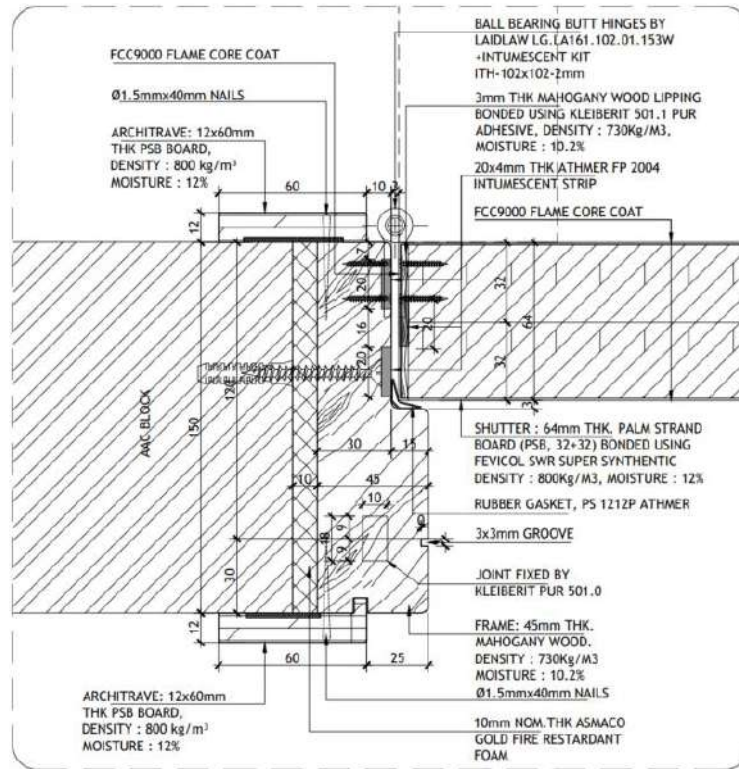 BALL BEARING BUTT HINGES BY
LAIDLAW LG.LA161.102.01.153W
+INTUMESCENT KIT
ITH-102x102-2mm
FCC9000 FLAME CORE COAT
Ø1.5mmx40mm NAILS
3mm THK MAHOGANY WOOD LIPPING
BONDED USING KLEIBERIT 501.1 PUR
ADHESIVE, DENSITY : 730Kg/M3,
MOISTURE : 10.2%
ARCHITRAVE: 12x60mm
THK PSB BOARD,
DENSITY : 800 kg/m³
MOISTURE : 12%
20x4mm THK ATHMER FP 2004
INTUMESCENT STRIP
FCC9000 FLAME CORE COAT
60
10
3
12
7
20
16
20
32
32
64
20
3
120
150
AAC BLOCK
30
15
10
45
10
9
18
9
30
12
60
25
SHUTTER : 64mm THK. PALM STRAND
BOARD (PSB, 32+32) BONDED USING
FEVICOL SWR SUPER SYNTHENTIC
DENSITY : 800Kg/M3, MOISTURE : 12%
RUBBER GASKET, PS 1212P ATHMER
3x3mm GROOVE
JOINT FIXED BY
KLEIBERIT PUR 501.0
FRAME: 45mm THK.
MAHOGANY WOOD.
DENSITY : 730Kg/M3
MOISTURE : 10.2%
Ø1.5mmx40mm NAILS
ARCHITRAVE: 12x60mm
THK PSB BOARD,
DENSITY : 800 kg/m³
MOISTURE : 12%
10mm NOM.THK ASMACO
GOLD FIRE RESTARDANT
FOAM